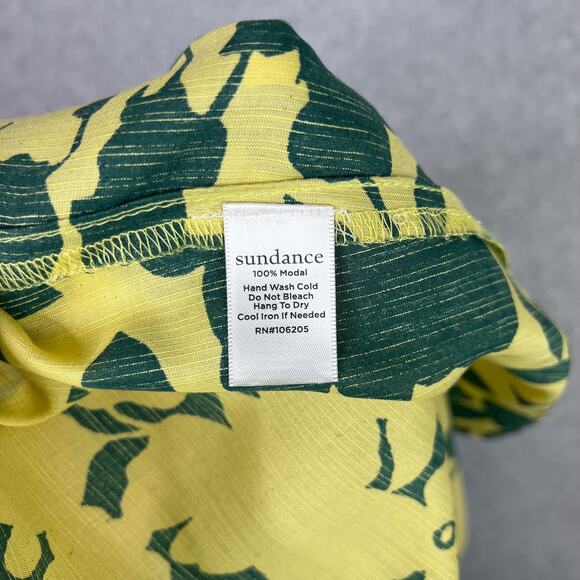 sundance
100% Modal
Hand Wash Cold
Do Not Bleach
Hang To Dry
Cool Iron If Needed
RN#106205